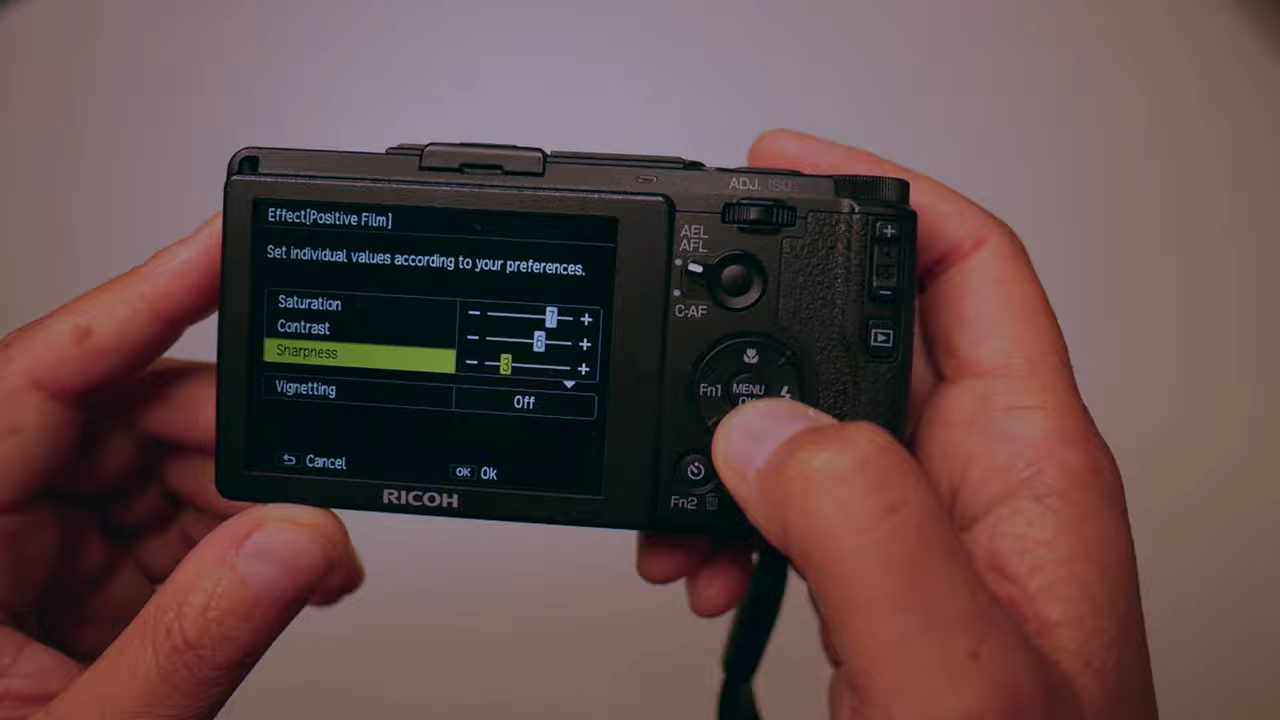 ADJ. ISO
Effect[Positive Film]
Set individual values according to your preferences.
Saturation - 7 +
Contrast - 6 +
Sharpness - 3 +
Vignetting Off
Cancel OK Ok
RICOH
AEL
AFL
C-AF
+
-
Fn1 MENU
Fn2